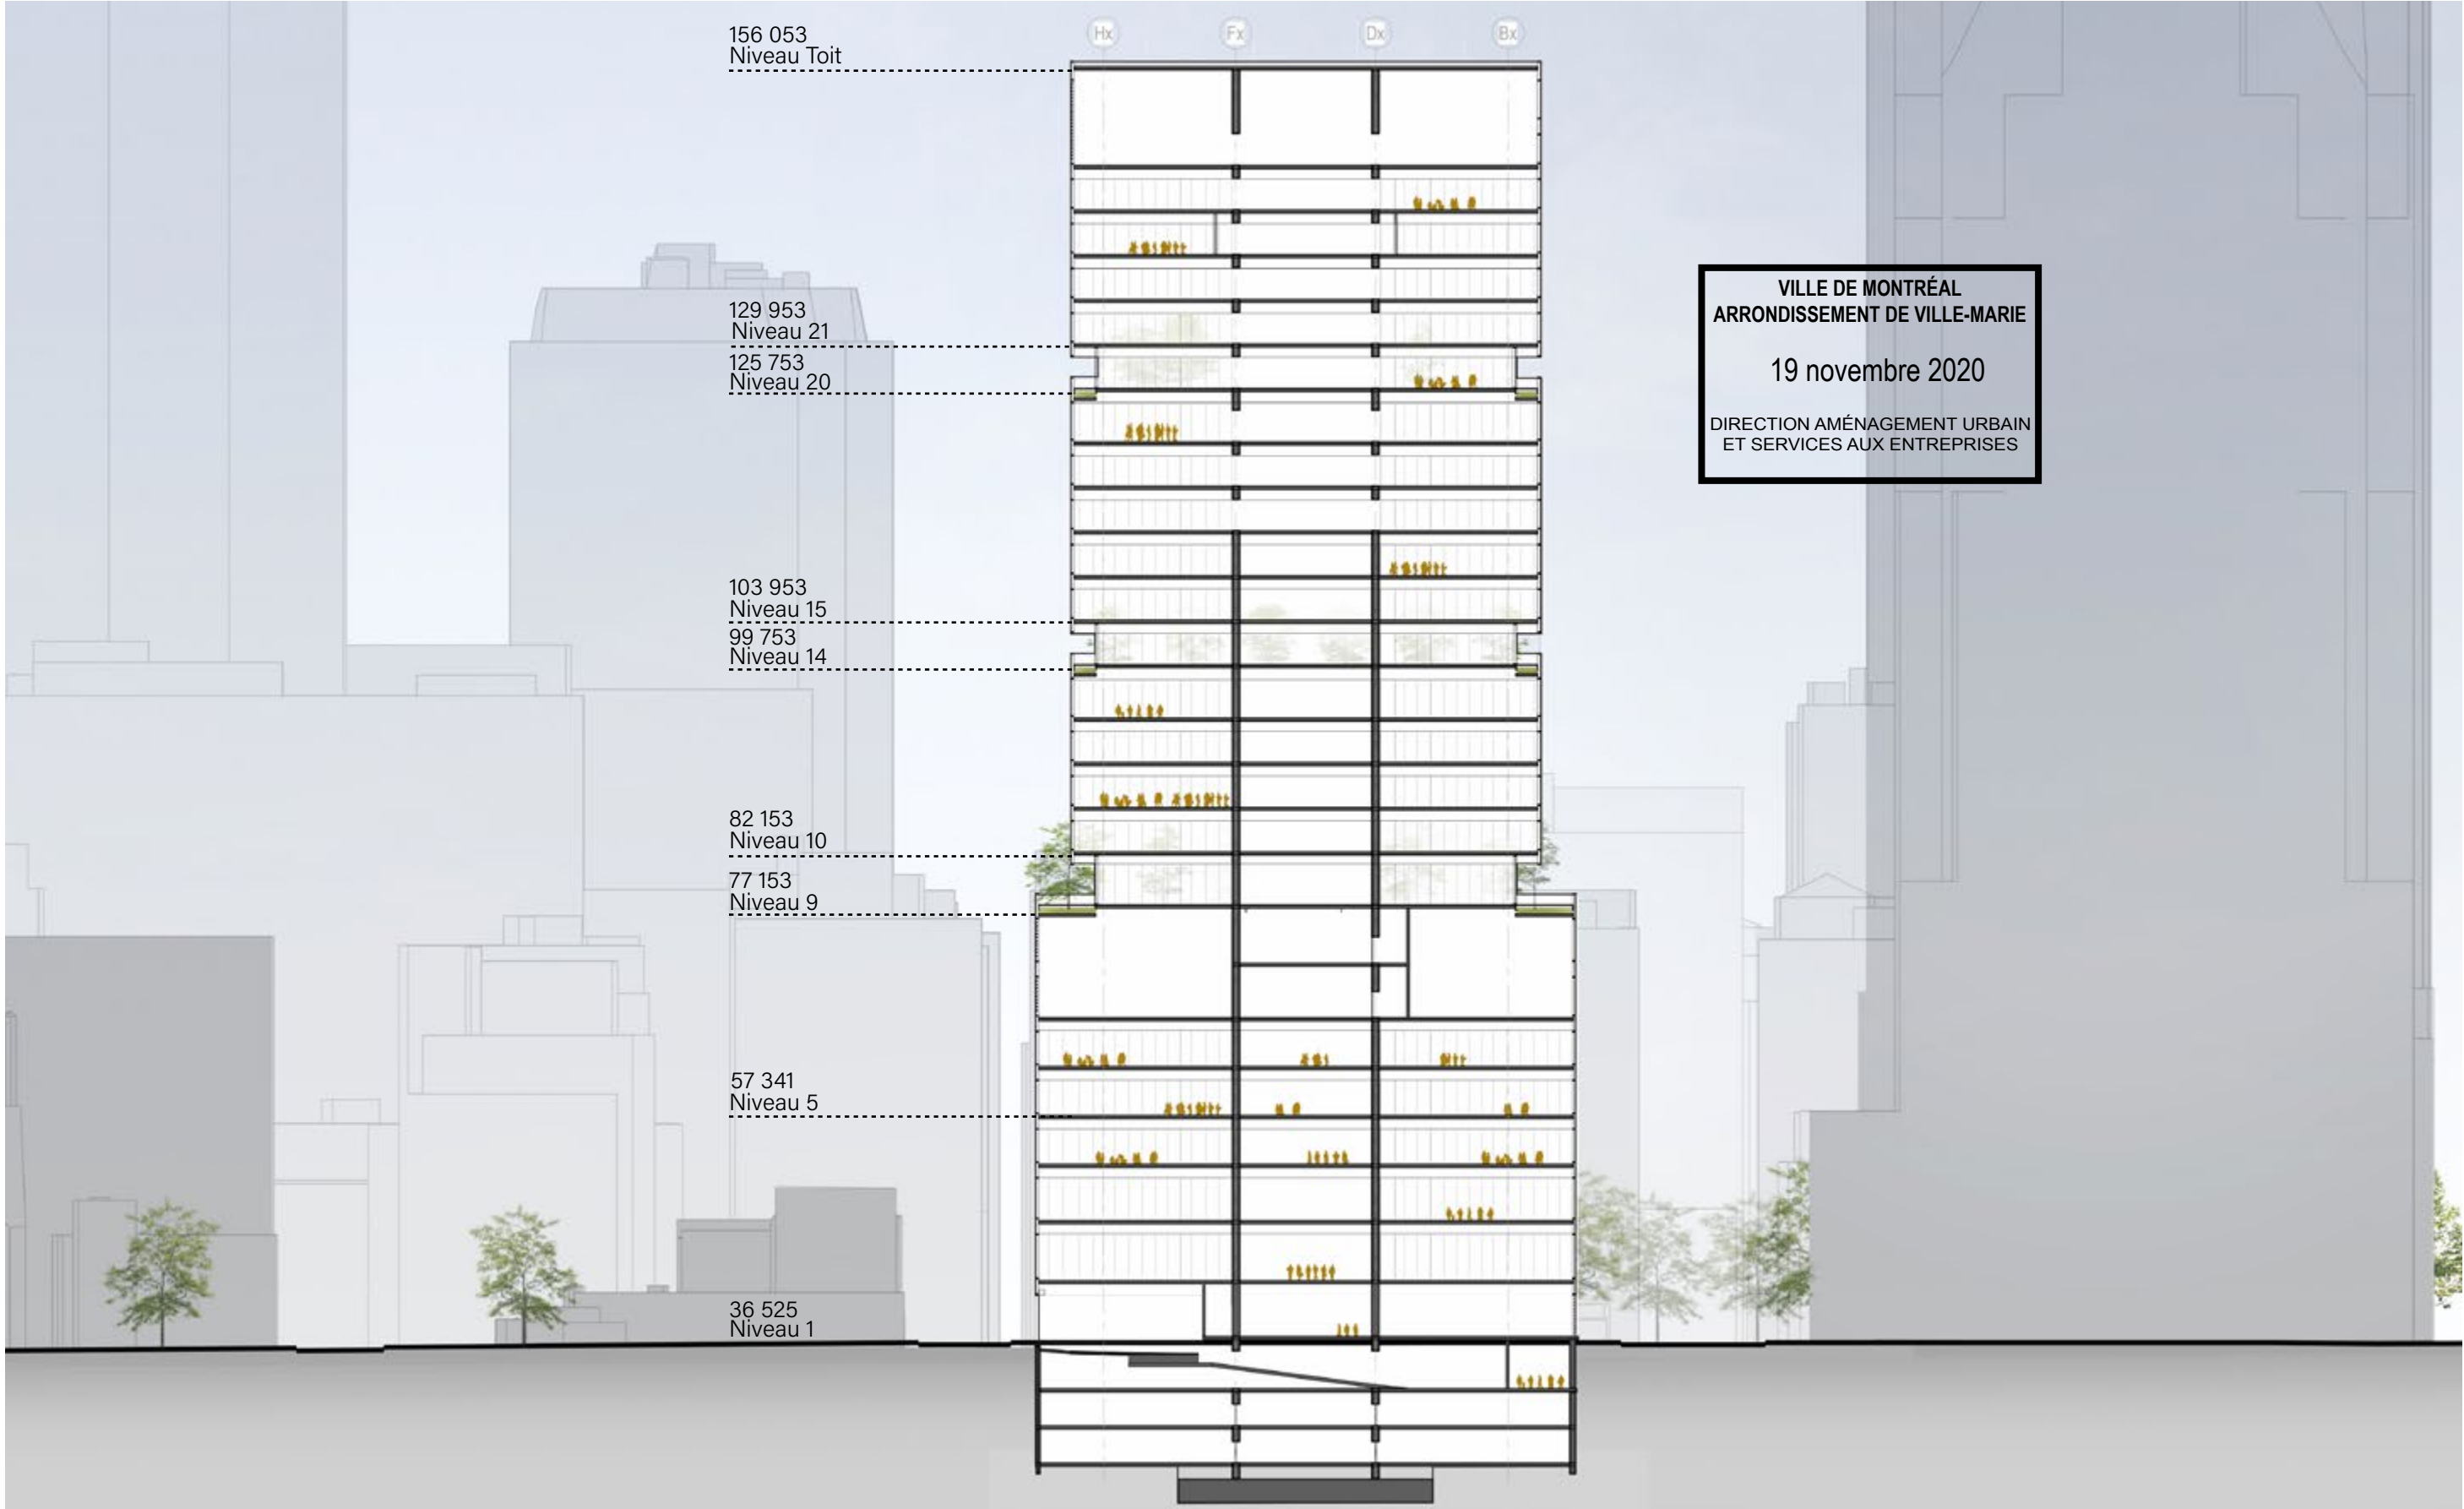 Hx
Fx
Dx
Bx
156 053
Niveau Toit
129 953
Niveau 21
125 753
Niveau 20
103 953
Niveau 15
99 753
Niveau 14
82 153
Niveau 10
77 153
Niveau 9
57 341
Niveau 5
36 525
Niveau 1
VILLE DE MONTRÉAL
ARRONDISSEMENT DE VILLE-MARIE
19 novembre 2020
DIRECTION AMÉNAGEMENT URBAIN
ET SERVICES AUX ENTREPRISES